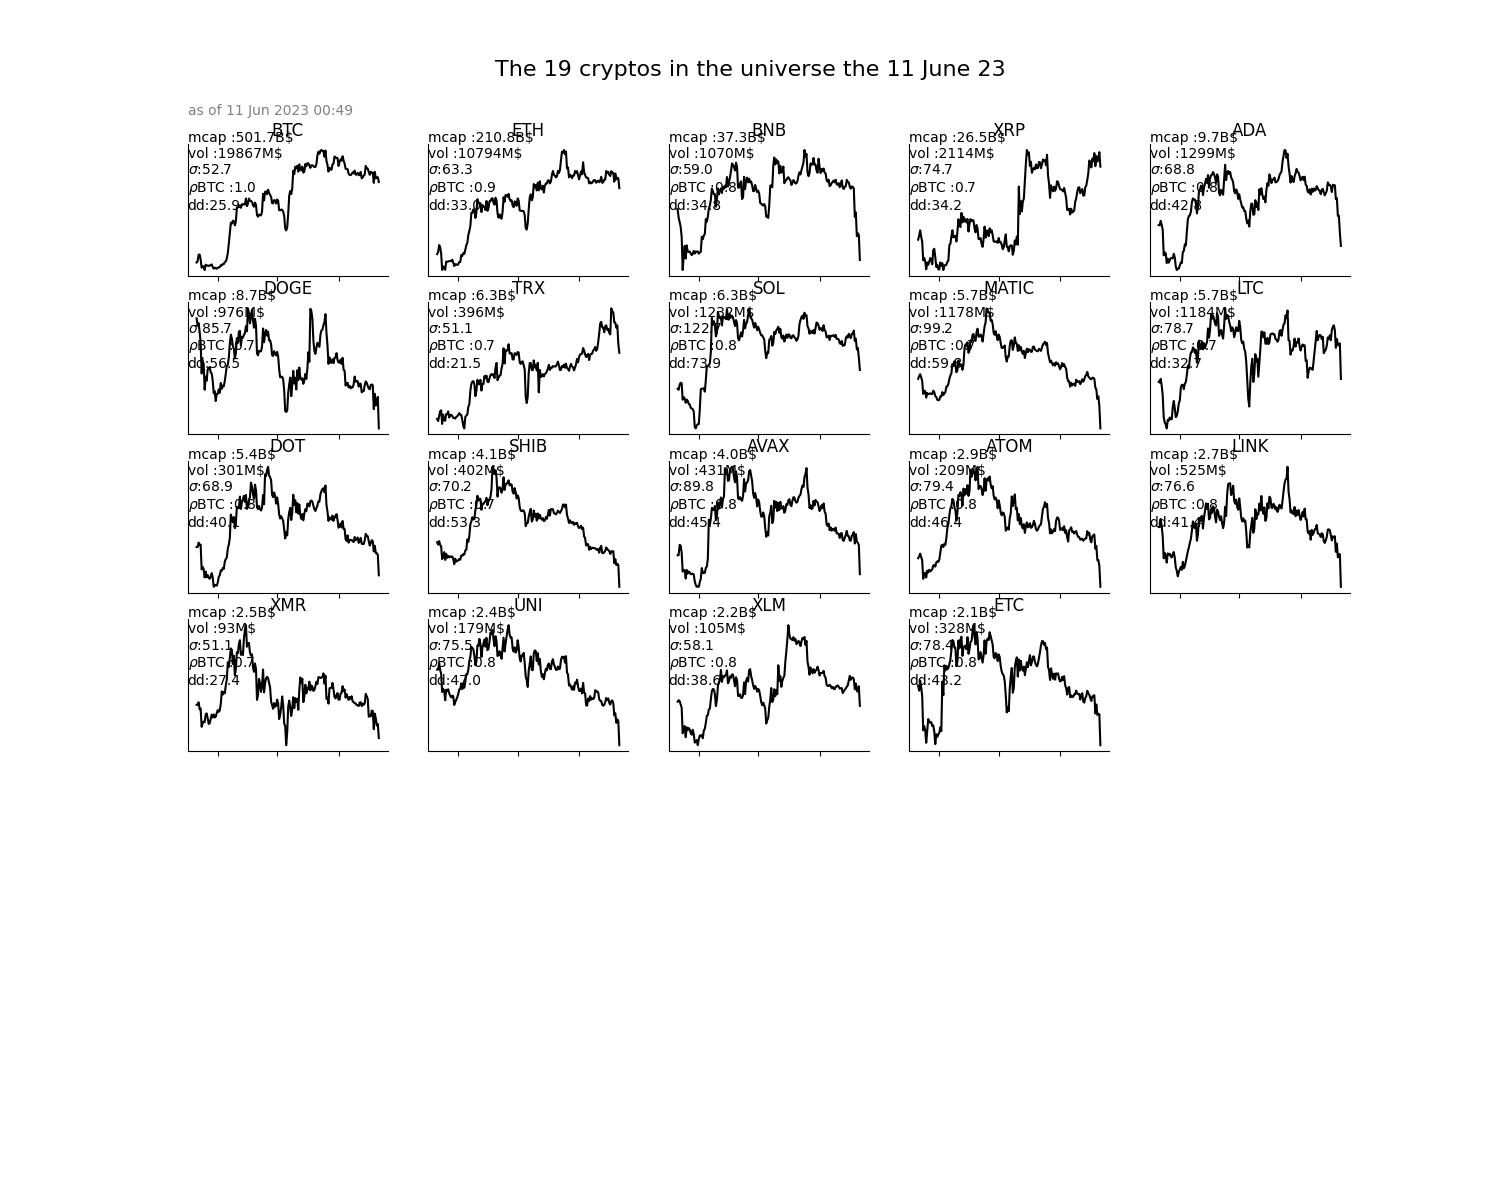 The 19 cryptos in the universe the 11 June 23
as of 11 Jun 2023 00:49
BTC
mcap :501.7B$
vol :19867M$
σ:52.7
ρBTC :1.0
dd:25.9
ETH
mcap :210.8B$
vol :10794M$
σ:63.3
ρBTC :0.9
dd:33.0
BNB
mcap :37.3B$
vol :1070M$
σ:59.0
ρBTC :0.8
dd:34.8
XRP
mcap :26.5B$
vol :2114M$
σ:74.7
ρBTC :0.7
dd:34.2
ADA
mcap :9.7B$
vol :1299M$
σ:68.8
ρBTC :0.8
dd:42.8
DOGE
mcap :8.7B$
vol :976M$
σ:85.7
ρBTC :0.7
dd:56.5
TRX
mcap :6.3B$
vol :396M$
σ:51.1
ρBTC :0.7
dd:21.5
SOL
mcap :6.3B$
vol :1232M$
ρBTC :0.8
dd:73.9
MATIC
mcap :5.7B$
vol :1178M$
σ:99.2
ρBTC
LTC
mcap :5.7B$
vol :1184M$
σ:78.7
ρBTC :0.7
dd:32.7
DOT
mcap :5.4B$
vol :301M$
σ:68.9
ρBTC :0.8
dd:40.1
SHIB
mcap :4.1B$
vol :402M$
σ:70.2
ρBTC :0.7
dd:53.3
AVAX
mcap :4.0B$
vol :431M$
σ:89.8
ρBTC :0.8
dd:45.4
ATOM
mcap :2.9B$
vol :209M$
σ:79.4
ρBTC :0.8
dd:46.4
LINK
mcap :2.7B$
vol :525M$
σ:76.6
ρBTC :0.8
XMR
mcap :2.5B$
vol :93M$
σ:51.1
ρBTC :0.7
dd:27.4
UNI
mcap :2.4B$
vol :179M$
σ:75.5
ρBTC :0.8
dd:47.0
XLM
mcap :2.2B$
vol :105M$
σ:58.1
ρBTC :0.8
dd:38.6
ETC
mcap :2.1B$
vol :328M$
σ:78.4
ρBTC :0.8
dd:43.2